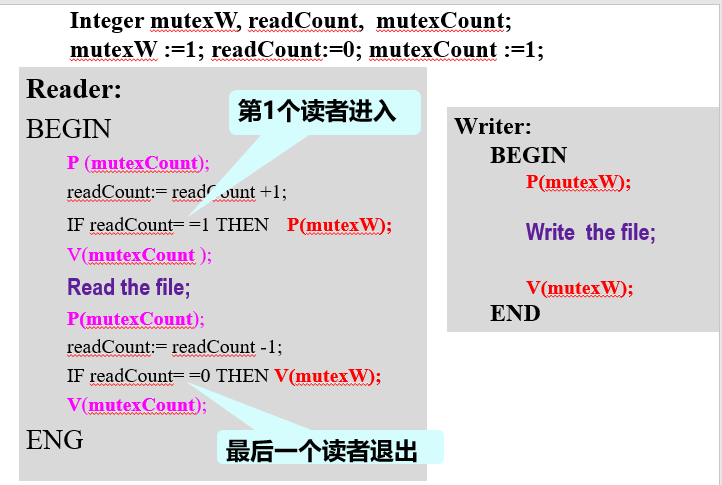 Integer mutexW, readCount, mutexCount;
mutexW :=1; readCount:=0; mutexCount :=1;
Reader:
BEGIN
第1个读者进入
P (mutexCount);
readCount:= readCount +1;
IF readCount= =1 THEN P(mutexW);
V(mutexCount );
Read the file;
P(mutexCount);
readCount:= readCount -1;
IF readCount= =0 THEN V(mutexW);
V(mutexCount);
ENG
最后一个读者退出
Writer:
BEGIN
P(mutexW);
Write the file;
V(mutexW);
END